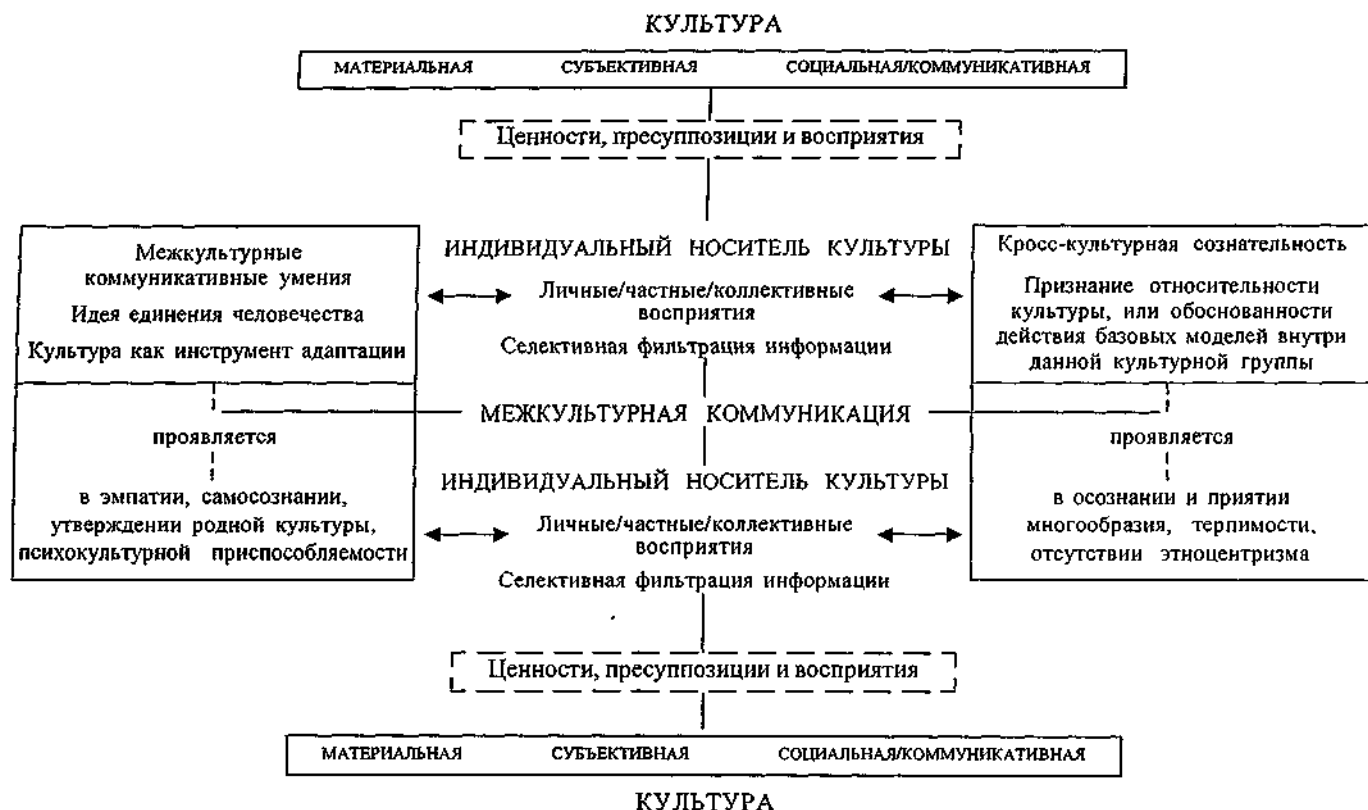 КУЛЬТУРА
МАТЕРИАЛЬНАЯ СУБЪЕКТИВНАЯ СОЦИАЛЬНАЯ/КОММУНИКАТИВНАЯ
Ценности, пресуппозиции и восприятия
Межкультурные
коммуникативные умения
Идея единения человечества
Культура как инструмент адаптации
ИНДИВИДУАЛЬНЫЙ НОСИТЕЛЬ КУЛЬТУРЫ
Личные/частные/коллективные
восприятия
Селективная фильтрация информации
Кросс-культурная сознательность
Признание относительности
культуры, или обоснованности
действия базовых моделей внутри
данной культурной группы
МЕЖКУЛЬТУРНАЯ КОММУНИКАЦИЯ
проявляется
в эмпатии, самосознании,
утверждении родной культуры,
психокультурной приспособляемости
ИНДИВИДУАЛЬНЫЙ НОСИТЕЛЬ КУЛЬТУРЫ
Личные/частные/коллективные
восприятия
Селективная фильтрация информации
проявляется
в осознании и приятии
многообразия, терпимости,
отсутствии этноцентризма
Ценности, пресуппозиции и восприятия
МАТЕРИАЛЬНАЯ СУБЪЕКТИВНАЯ СОЦИАЛЬНАЯ/КОММУНИКАТИВНАЯ
КУЛЬТУРА